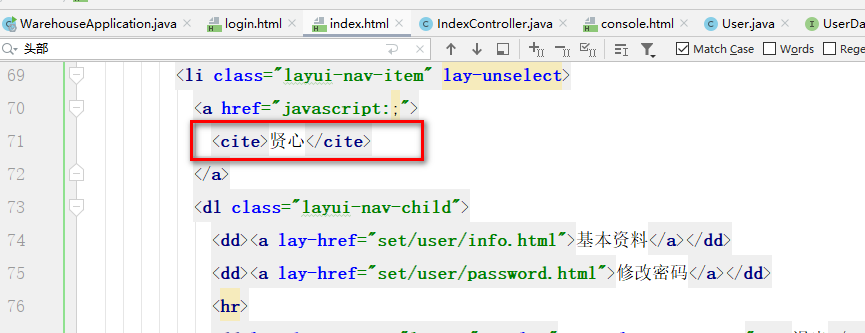 WarehouseApplication.java × login.html × index.html × IndexController.java × console.html × User.java × UserDa
头部 × Match Case Words Rege
69 <li class="layui-nav-item" lay-unselect>
70 <a href="javascript:;">
71 <cite>贤心</cite>
72 </a>
73 <dl class="layui-nav-child">
74 <dd><a lay-href="set/user/info.html">基本资料</a></dd>
75 <dd><a lay-href="set/user/password.html">修改密码</a></dd>
76 <hr>